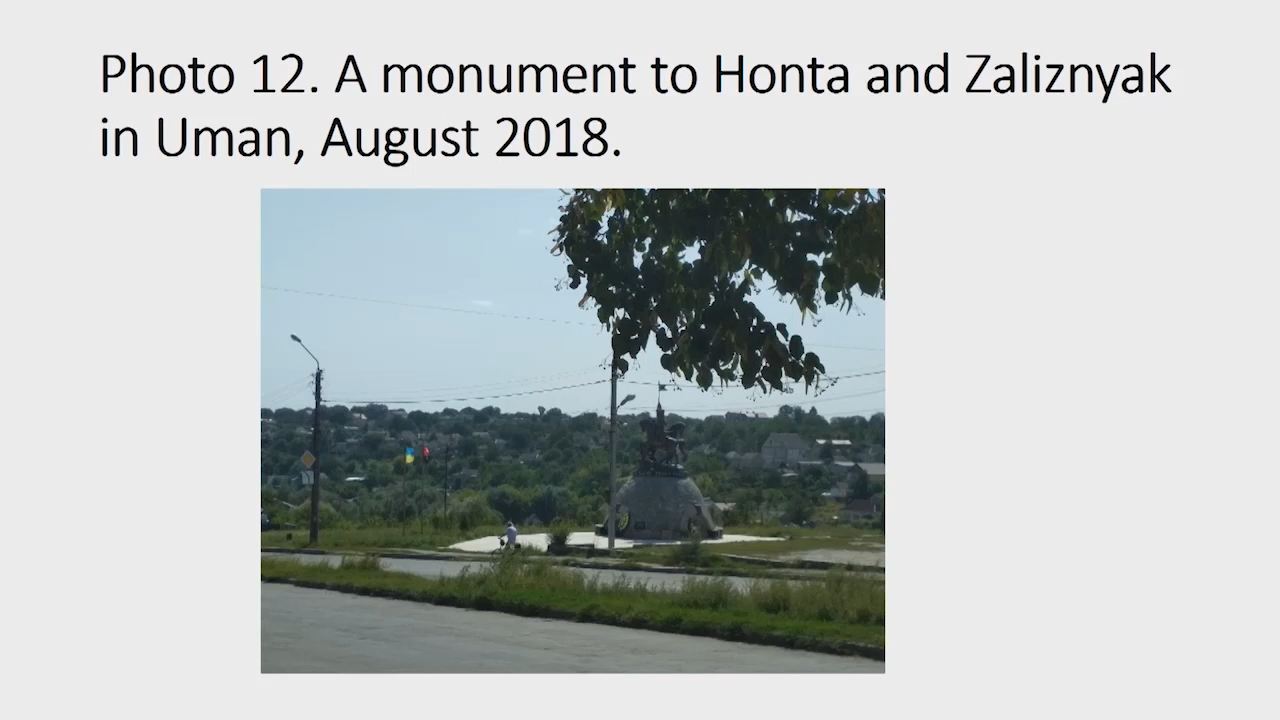 Photo 12. A monument to Honta and Zaliznyak
in Uman, August 2018.